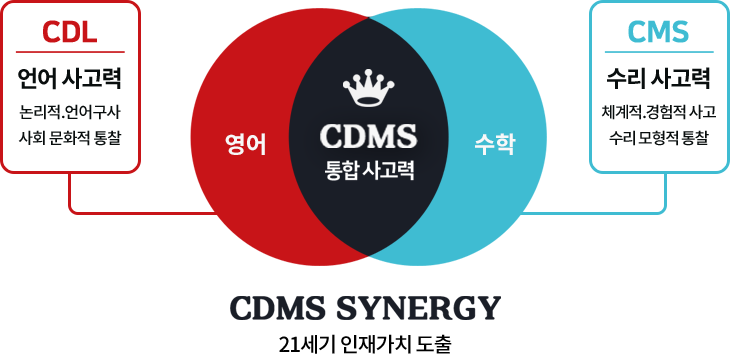 CDL
언어 사고력
논리적.언어구사
사회 문화적 통찰
영어
CDMS
통합 사고력
수학
CMS
수리 사고력
체계적.경험적 사고
수리 모형적 통찰
CDMS SYNERGY
21세기 인재가치 도출